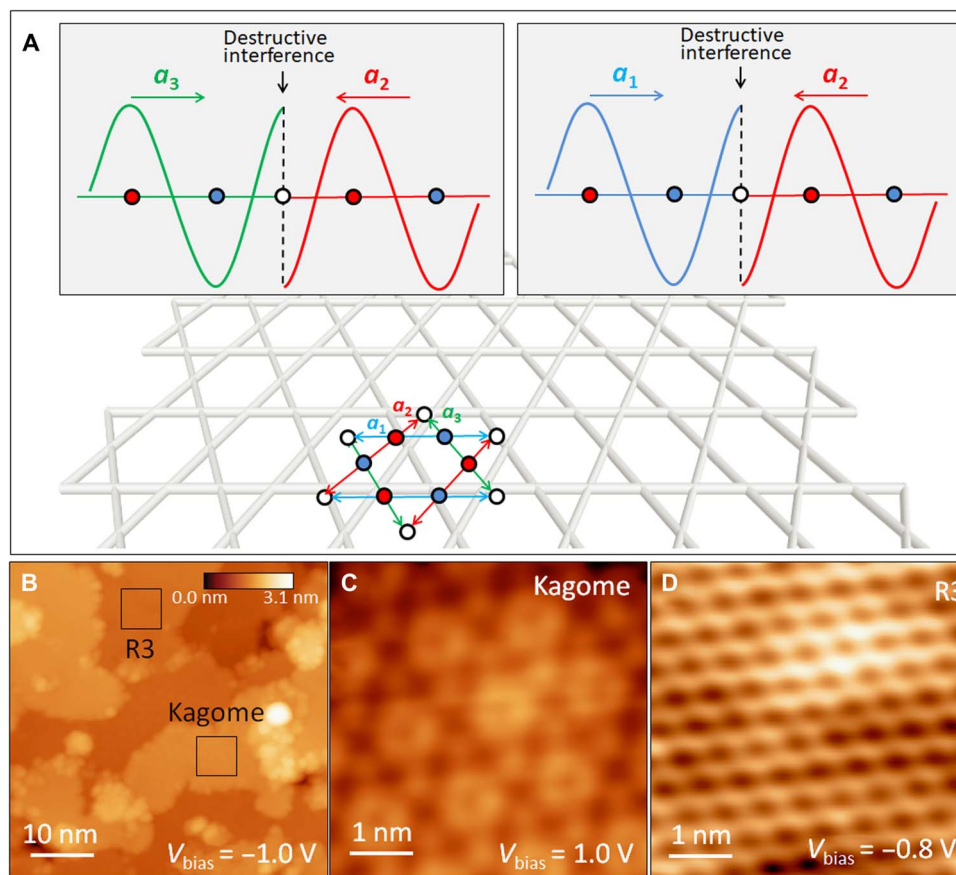 A
Destructive
interference
a3
a2
Destructive
interference
a1
a2
a1
a2
a3
B
0.0 nm
3.1 nm
R3
Kagome
10 nm
Vbias = −1.0 V
C
Kagome
1 nm
Vbias = 1.0 V
D
R3
1 nm
Vbias = −0.8 V